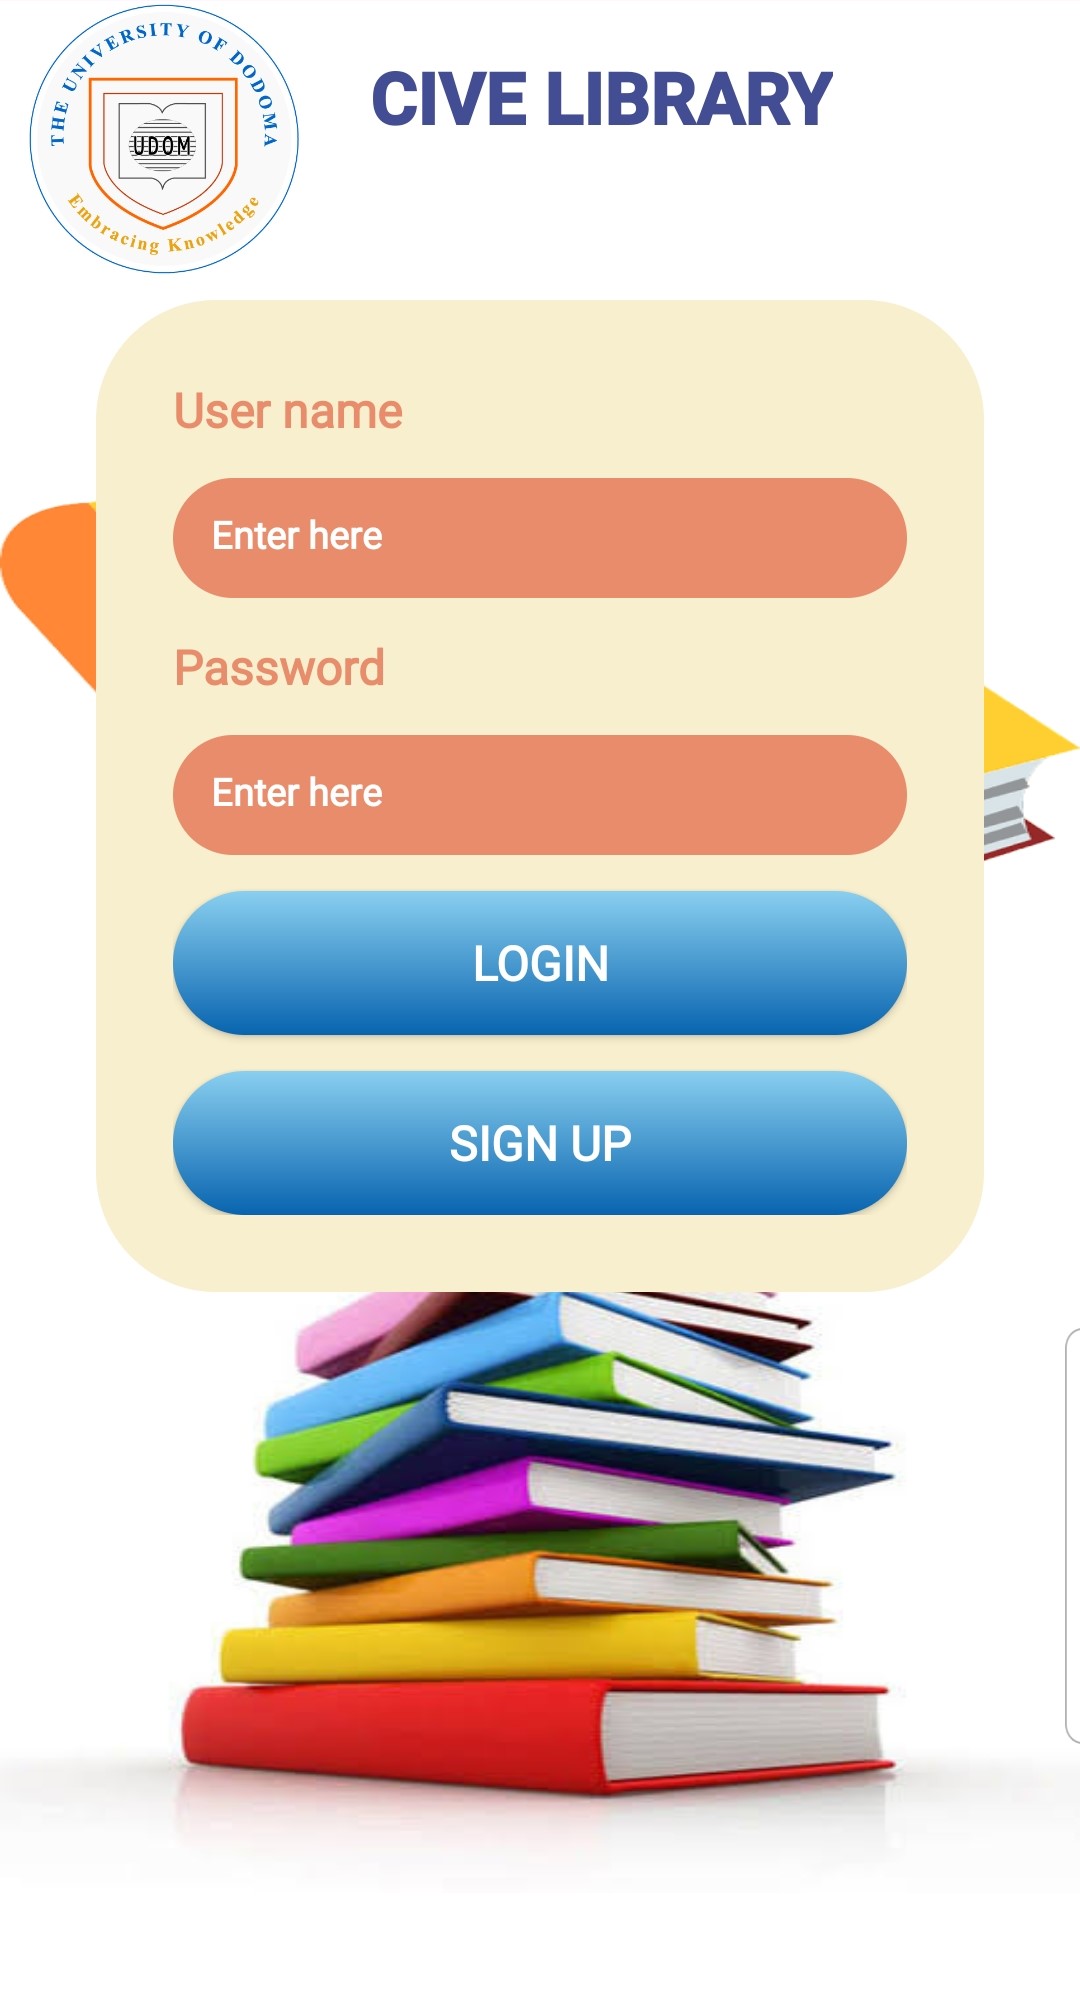 THE UNIVERSITY OF DODOMA
UDOM
Embracing Knowledge
CIVE LIBRARY
User name
Enter here
Password
Enter here
LOGIN
SIGN UP